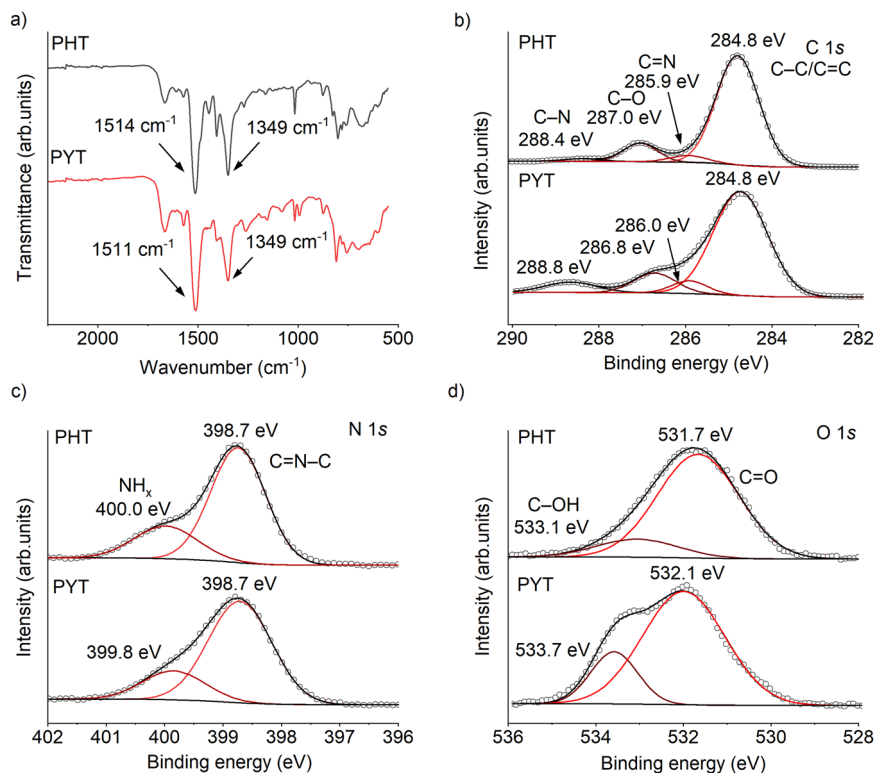 a)
PHT
1514 cm⁻¹
1349 cm⁻¹
PYT
1511 cm⁻¹
1349 cm⁻¹
Transmittance (arb.units)
2000 1500 1000 500
Wavenumber (cm⁻¹)
b)
PHT
284.8 eV
C 1s
C–C/C=C
C=N
285.9 eV
C–O
287.0 eV
C–N
288.4 eV
PYT
284.8 eV
286.0 eV
286.8 eV
288.8 eV
Intensity (arb.units)
290 288 286 284 282
Binding energy (eV)
c)
PHT
398.7 eV
N 1s
C=N–C
NHₓ
400.0 eV
PYT
398.7 eV
399.8 eV
Intensity (arb.units)
402 401 400 399 398 397 396
Binding energy (eV)
d)
PHT
531.7 eV
O 1s
C=O
C–OH
533.1 eV
PYT
532.1 eV
533.7 eV
Intensity (arb.units)
536 534 532 530 528
Binding energy (eV)